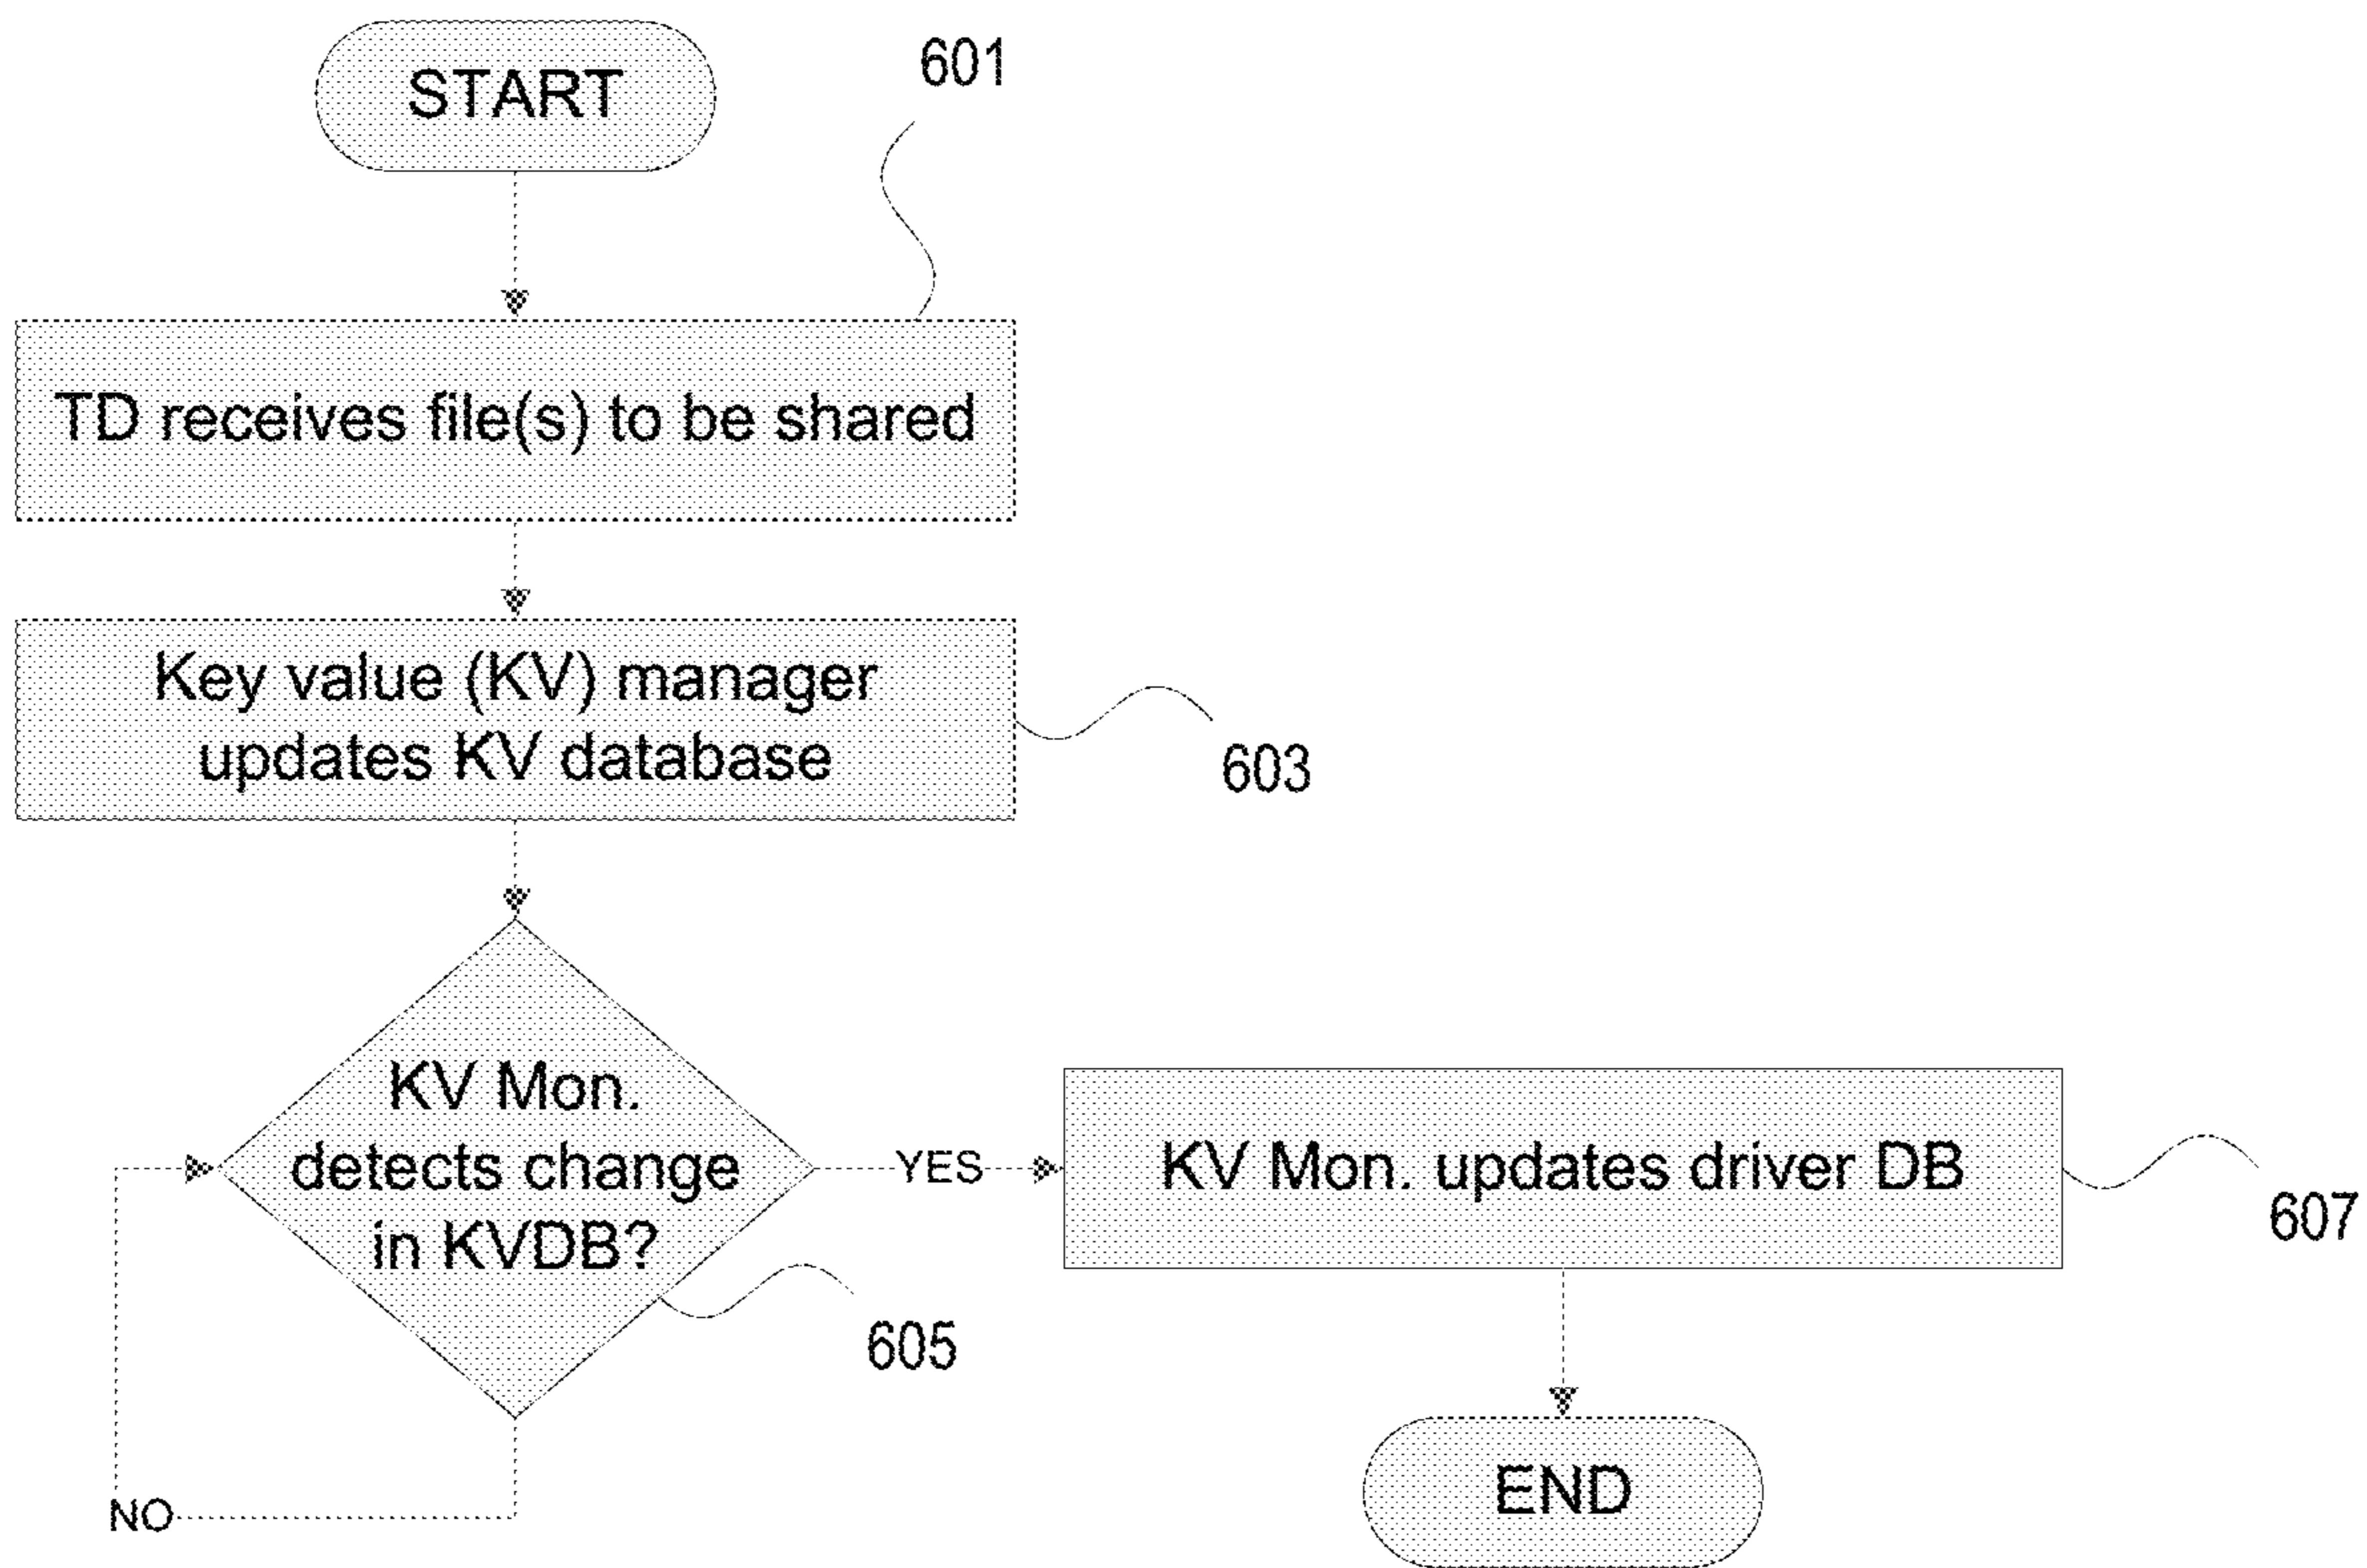 START
601
TD receives file(s) to be shared
Key value (KV) manager
updates KV database
603
KV Mon.
detects change
in KVDB?
YES
KV Mon. updates driver DB
607
605
NO
END